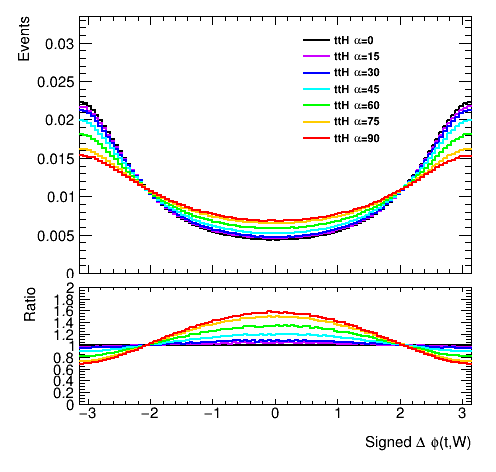 Events
0.03
0.025
0.02
0.015
0.01
0.005
0
ttH α=0
ttH α=15
ttH α=30
ttH α=45
ttH α=60
ttH α=75
ttH α=90
Ratio
2
1.8
1.6
1.4
1.2
1
0.8
0.6
0.4
0.2
0
−3 −2 −1 0 1 2 3
Signed Δ ϕ(t,W)